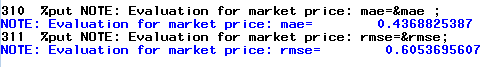 310  %put NOTE: Evaluation for market price: mae=&mae ;
NOTE: Evaluation for market price: mae=        0.4368825387
311  %put NOTE: Evaluation for market price: rmse=&rmse;
NOTE: Evaluation for market price: rmse=        0.6053695607